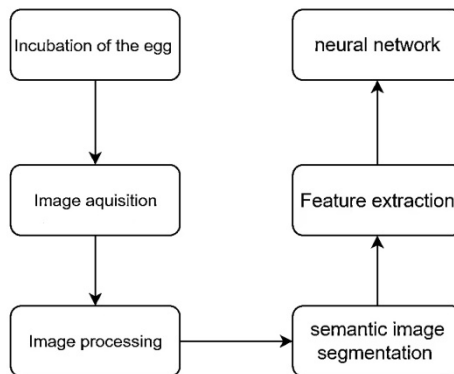 Incubation of the egg
Image aquisition
Image processing
semantic image
segmentation
Feature extraction
neural network